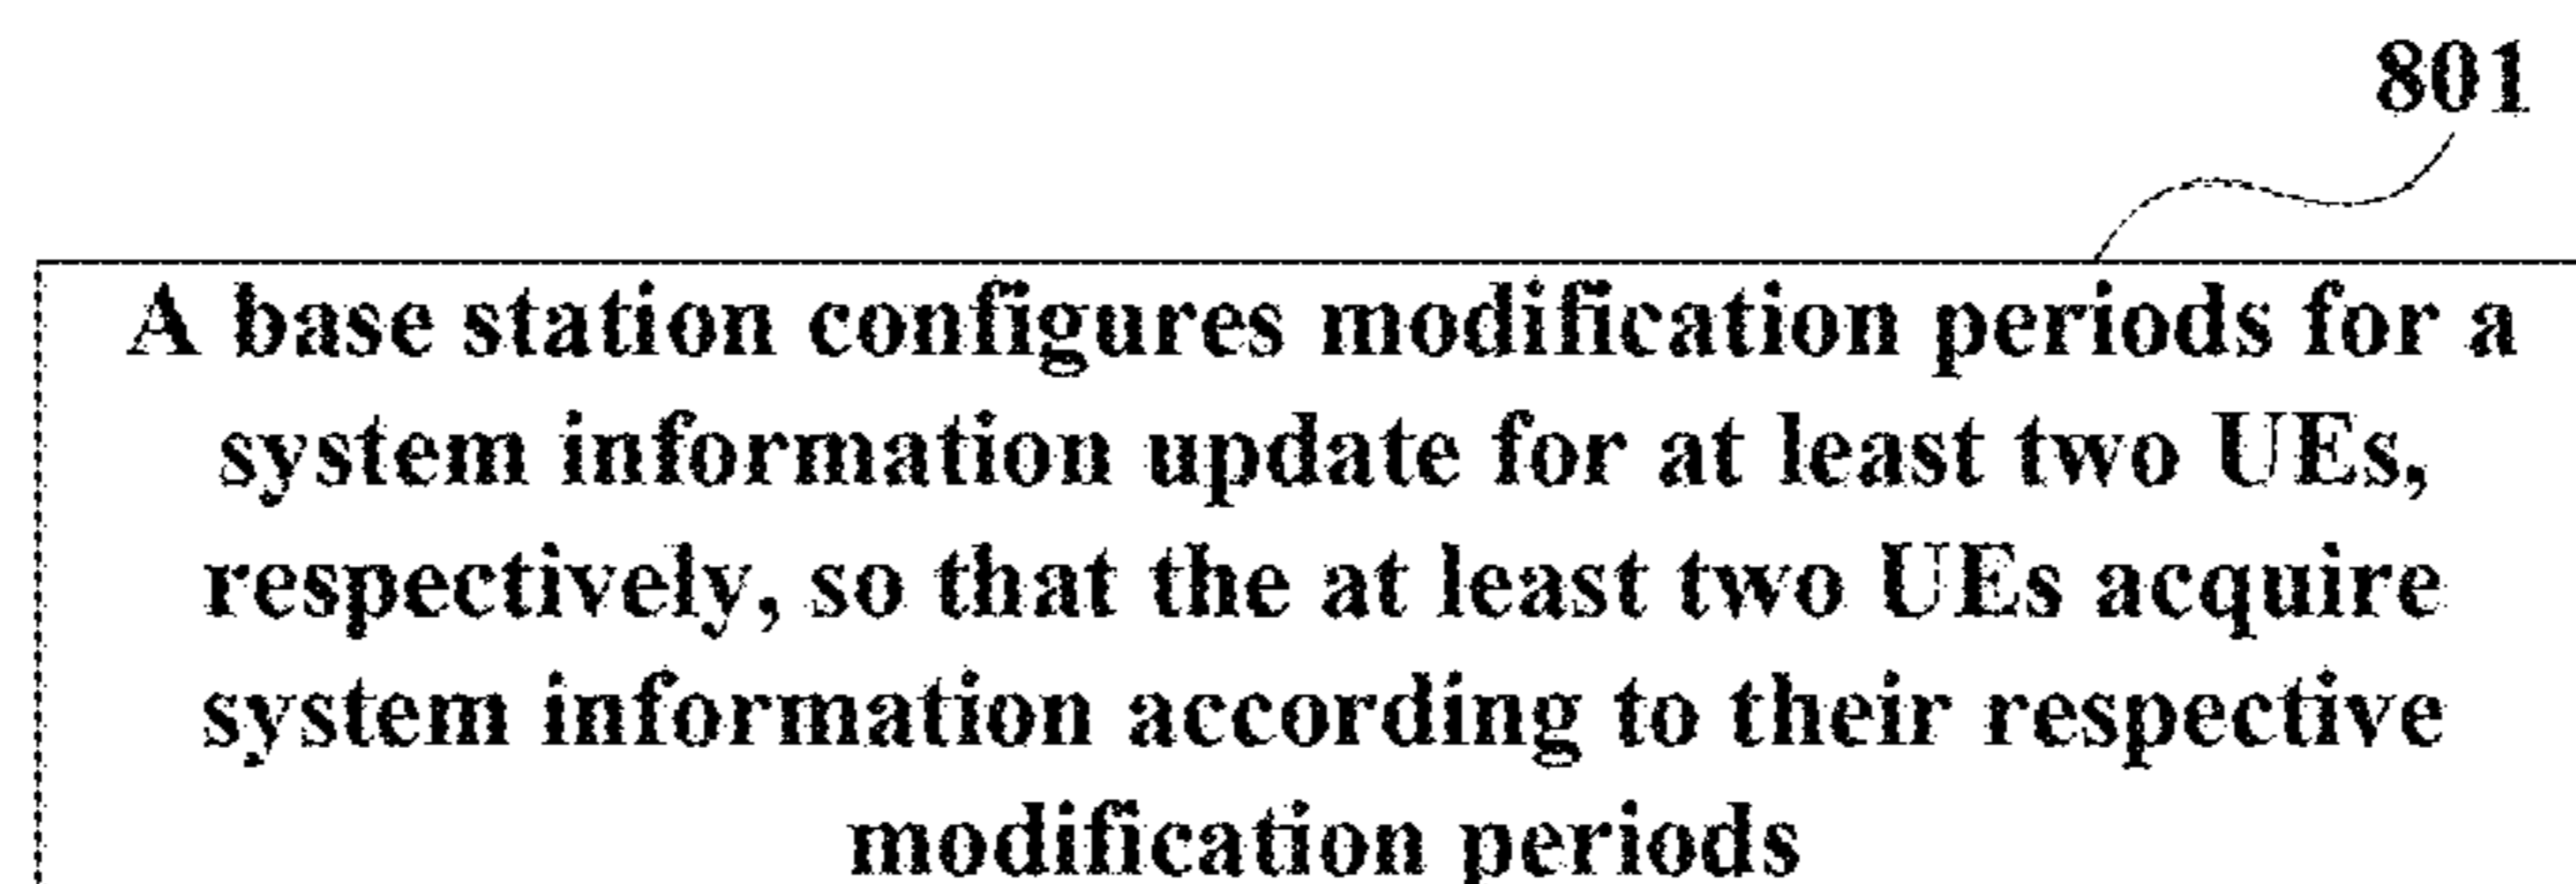 801
A base station configures modification periods for a
system information update for at least two UEs,
respectively, so that the at least two UEs acquire
system information according to their respective
modification periods